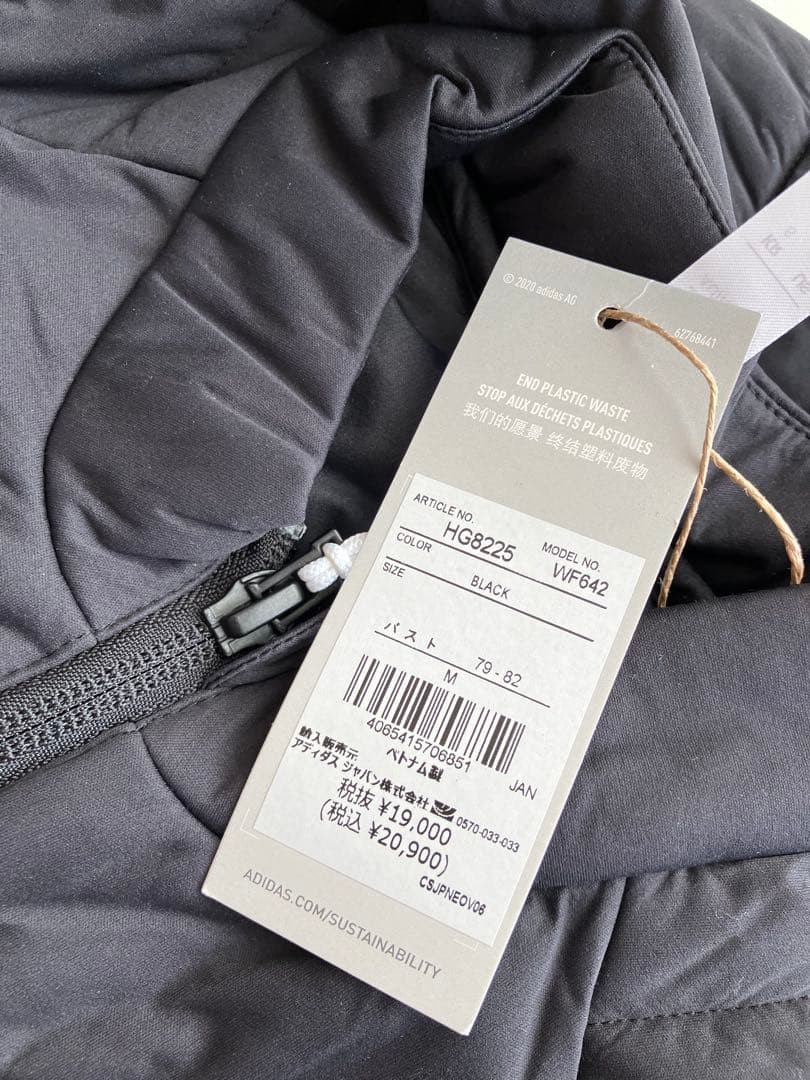 © 2020 adidas AG
62768441
END PLASTIC WASTE
STOP AUX DÉCHETS PLASTIQUES
我们的愿景 终结塑料废物
ARTICLE NO. HG8225 MODEL NO. WF642
COLOR BLACK
SIZE
バスト 79-82
M
4065415706851 JAN
ベトナム製
輸入販売元
アディダス ジャパン株式会社 0570-033-033
税抜 ¥19,000
(税込 ¥20,900)
CSJPNEOV06
ADIDAS.COM/SUSTAINABILITY